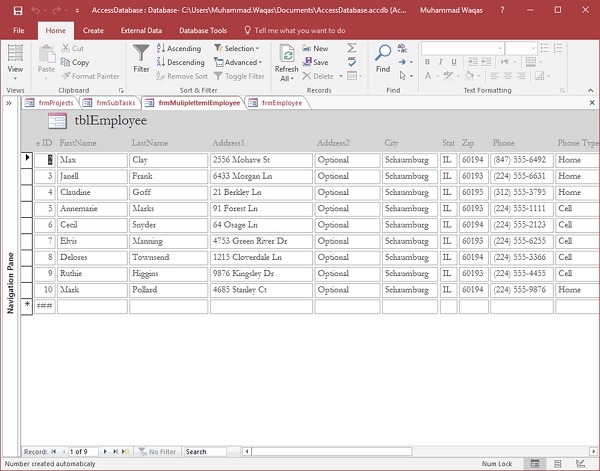 AccessDatabase : Database- C:\Users\Muhammad.Waqas\Documents\AccessDatabase.accdb (Ac... Muhammad Waqas
File Home Create External Data Database Tools Tell me what you want to do
View Paste Cut Copy Format Painter Filter Ascending Descending Remove Sort Selection Advanced Toggle Filter Refresh All Find B I U A
Views Clipboard Sort & Filter Records Find Text Formatting
frmProjects frmSubTasks frmMulipleItemlEmployee frmEmployee
tblEmployee
e ID FirstName LastName Address1 Address2 City Stat Zip Phone Phone Type
2 Max Clay 2556 Mohave St Optional Schaumburg IL 60194 (847) 555-6492 Home
3 Janell Frank 6433 Morgan Ln Optional Schaumburg IL 60193 (224) 555-6631 Home
4 Claudine Goff 21 Berkley Ln Optional Schaumburg IL 60195 (312) 555-3795 Home
5 Annemarie Marks 91 Forest Ln Optional Schaumburg IL 60193 (224) 555-1111 Cell
6 Cecil Snyder 64 Osage Ln Optional Schaumburg IL 60194 (224) 555-2123 Cell
7 Elvis Manning 4753 Green River Dr Optional Schaumburg IL 60193 (224) 555-6255 Cell
8 Delores Townsend 1215 Cloverdale Ln Optional Schaumburg IL 60194 (224) 555-3366 Cell
9 Ruthie Higgins 9876 Kingsley Dr Optional Schaumburg IL 60193 (224) 555-4455 Cell
10 Mark Pollard 4685 Stanley Ct Optional Schaumburg IL 60194 (224) 555-9876 Home
###
Navigation Pane
Record: 1 of 9 No Filter Search
Number created automaticaly Num Lock